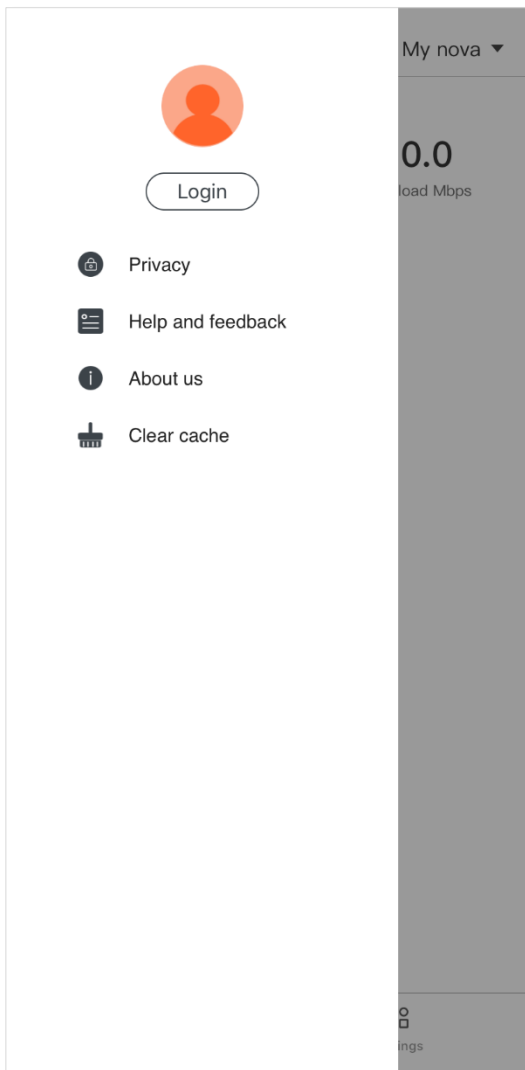 My nova
0.0
load Mbps
Login
Privacy
Help and feedback
About us
Clear cache
ings